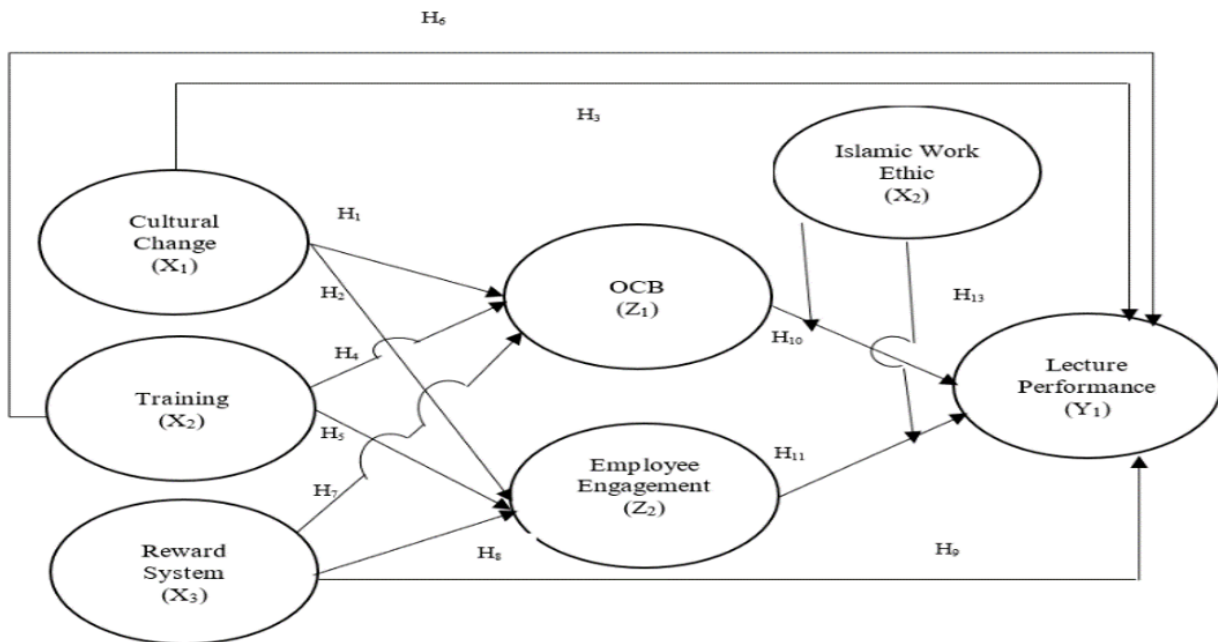 H₆
H₃
Islamic Work
Ethic
(X₂)
Cultural
Change
(X₁)
H₁
H₂
OCB
(Z₁)
H₁₃
H₁₀
H₄
Training
(X₂)
H₅
Lecture
Performance
(Y₁)
H₇
Employee
Engagement
(Z₂)
H₁₁
Reward
System
(X₃)
H₈
H₉